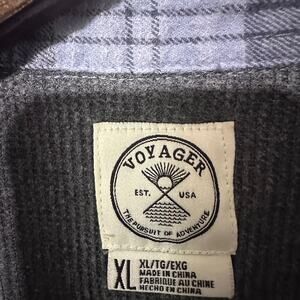 VOYAGER
EST. USA
THE PURSUIT OF ADVENTURE
XL
XL/TG/EXG
MADE IN CHINA
FABRIQUE AU CHINE
HECHO EN CHINA